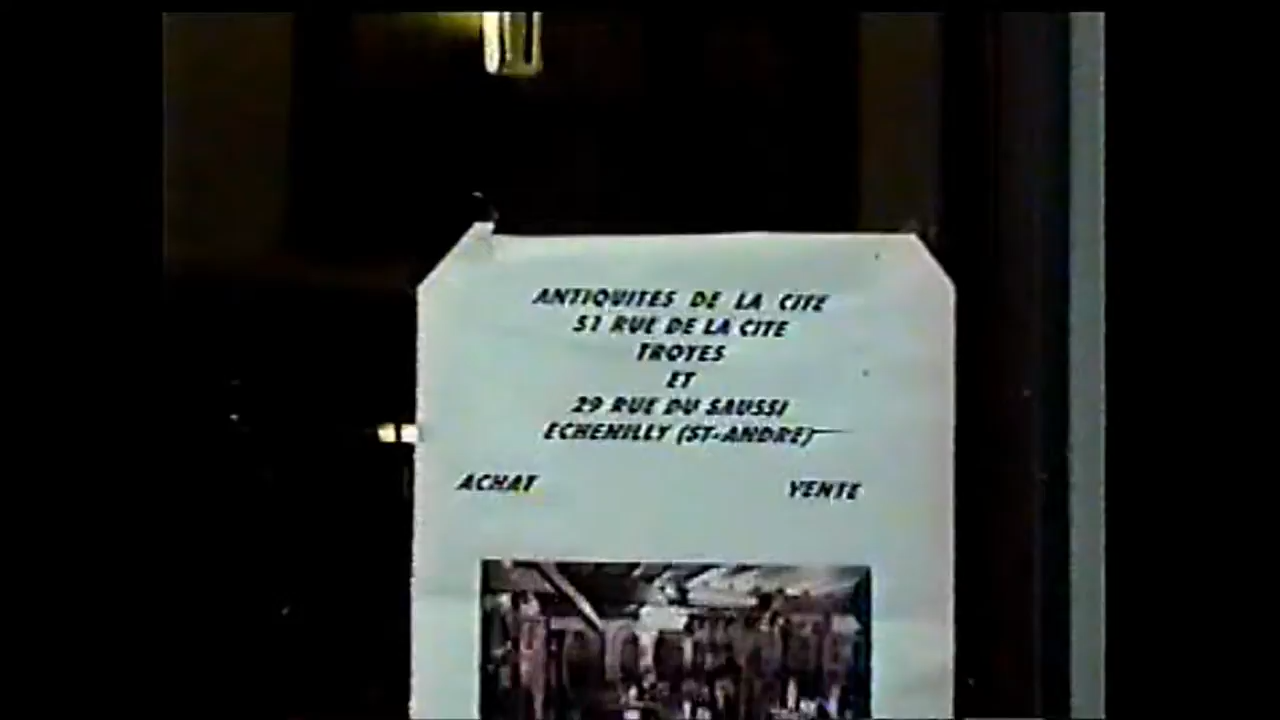 ANTIQUITES DE LA CITE
51 RUE DE LA CITE
TROYES
ET
29 RUE DU SAUSSI
ECHENILLY (ST-ANDRE)
ACHAT VENTE